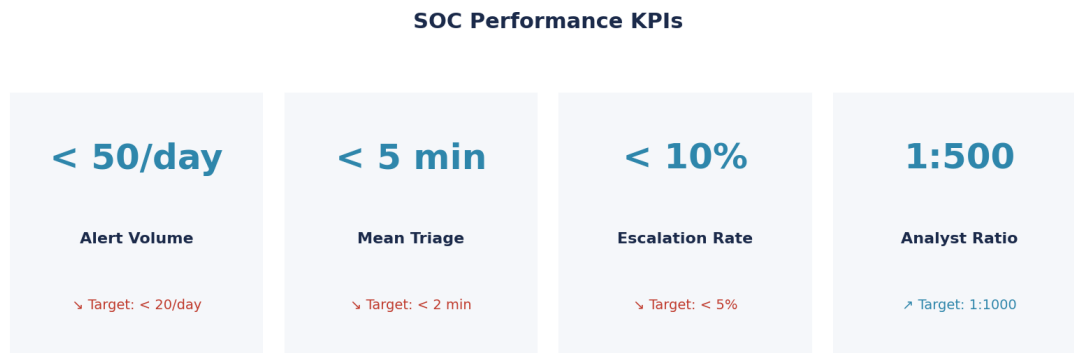 SOC Performance KPIs
< 50/day
Alert Volume
↘ Target: < 20/day
< 5 min
Mean Triage
↘ Target: < 2 min
< 10%
Escalation Rate
↘ Target: < 5%
1:500
Analyst Ratio
↗ Target: 1:1000